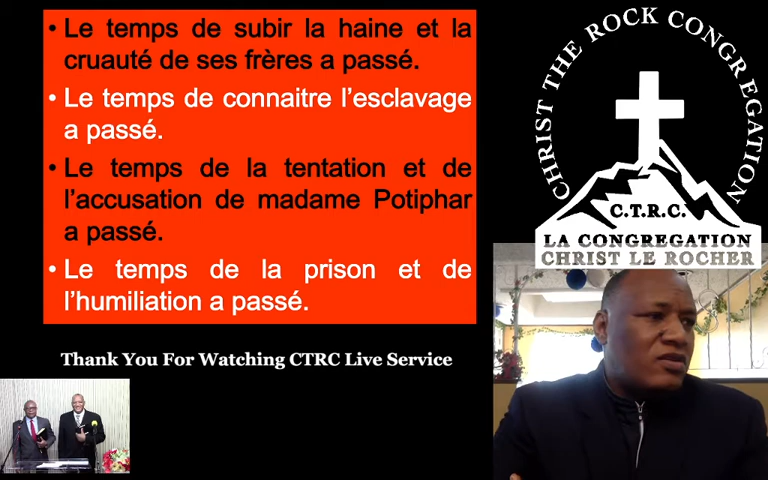 • Le temps de subir la haine et la
cruauté de ses frères a passé.
• Le temps de connaitre l’esclavage
a passé.
• Le temps de la tentation et de
l’accusation de madame Potiphar
a passé.
• Le temps de la prison et de
l’humiliation a passé.
Thank You For Watching CTRC Live Service
CHRIST THE ROCK CONGREGATION
C.T.R.C.
LA CONGREGATION
CHRIST LE ROCHER